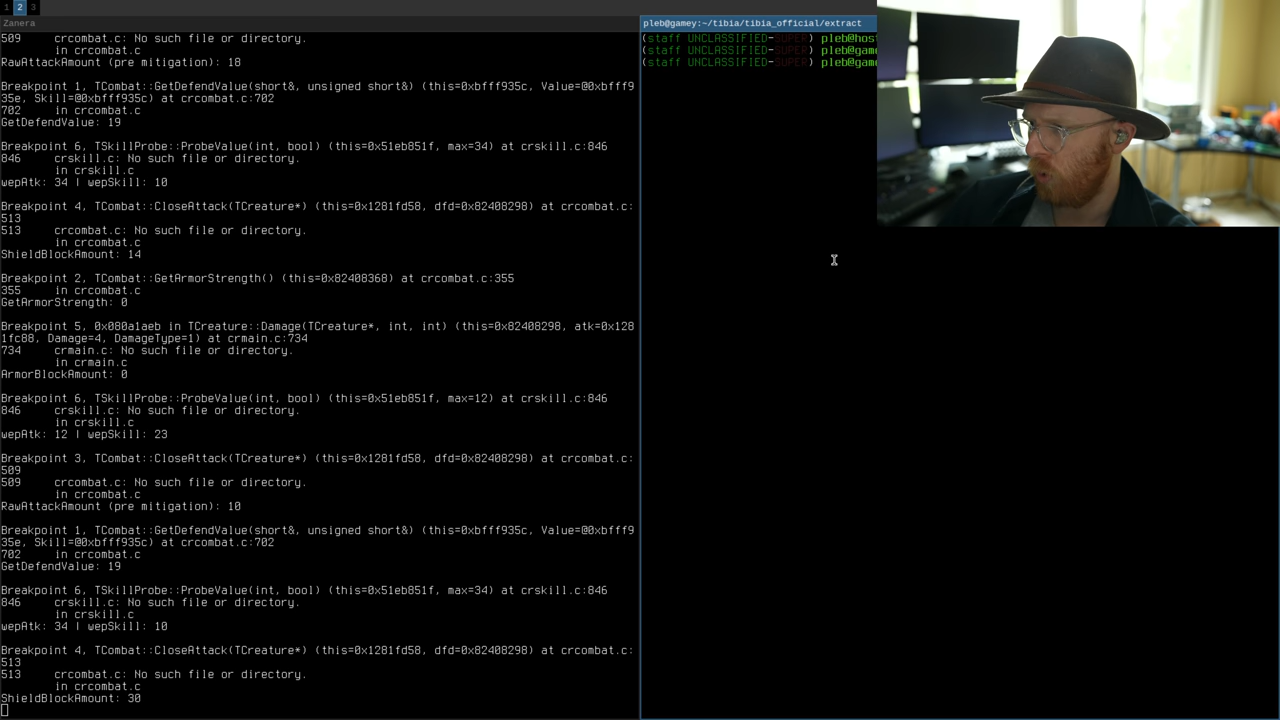 1 2 3
Zanera
509     crcombat.c: No such file or directory.
        in crcombat.c
RawAttackAmount (pre mitigation): 18
Breakpoint 1, TCombat::GetDefendValue(short&, unsigned short&) (this=0xbfff935c, Value=@0xbfff9
35e, Skill=@0xbfff935c) at crcombat.c:702
702     in crcombat.c
GetDefendValue: 19
Breakpoint 6, TSkillProbe::ProbeValue(int, bool) (this=0x51eb851f, max=34) at crskill.c:846
846     crskill.c: No such file or directory.
        in crskill.c
wepAtk: 34 | wepSkill: 10
Breakpoint 4, TCombat::CloseAttack(TCreature*) (this=0x1281fd58, dfd=0x82408298) at crcombat.c:
513
513     crcombat.c: No such file or directory.
        in crcombat.c
ShieldBlockAmount: 14
Breakpoint 2, TCombat::GetArmorStrength() (this=0x82408368) at crcombat.c:355
355     in crcombat.c
GetArmorStrength: 0
Breakpoint 5, 0x080a1aeb in TCreature::Damage(TCreature*, int, int) (this=0x82408298, atk=0x128
1fc88, Damage=4, DamageType=1) at crmain.c:734
734     crmain.c: No such file or directory.
        in crmain.c
ArmorBlockAmount: 0
Breakpoint 6, TSkillProbe::ProbeValue(int, bool) (this=0x51eb851f, max=12) at crskill.c:846
846     crskill.c: No such file or directory.
        in crskill.c
wepAtk: 12 | wepSkill: 23
Breakpoint 3, TCombat::CloseAttack(TCreature*) (this=0x1281fd58, dfd=0x82408298) at crcombat.c:
509
509     crcombat.c: No such file or directory.
        in crcombat.c
RawAttackAmount (pre mitigation): 10
Breakpoint 1, TCombat::GetDefendValue(short&, unsigned short&) (this=0xbfff935c, Value=@0xbfff9
35e, Skill=@0xbfff935c) at crcombat.c:702
702     in crcombat.c
GetDefendValue: 19
Breakpoint 6, TSkillProbe::ProbeValue(int, bool) (this=0x51eb851f, max=34) at crskill.c:846
846     crskill.c: No such file or directory.
        in crskill.c
wepAtk: 34 | wepSkill: 10
Breakpoint 4, TCombat::CloseAttack(TCreature*) (this=0x1281fd58, dfd=0x82408298) at crcombat.c:
513
513     crcombat.c: No such file or directory.
        in crcombat.c
ShieldBlockAmount: 30
pleb@gamey:~/tibia/tibia_official/extract
(staff UNCLASSIFIED-SUPER) pleb@hos
(staff UNCLASSIFIED-SUPER) pleb@game
(staff UNCLASSIFIED-SUPER) pleb@game